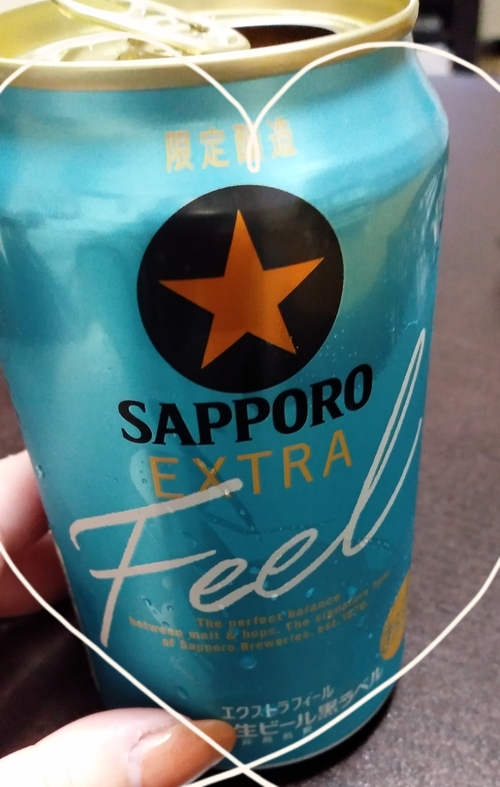 限定醸造
SAPPORO
EXTRA
Feel
The perfect balance
between malt & hops. The signature
of Sapporo Breweries, est. 1876.
エクストラフィール
生ビール黒ラベル